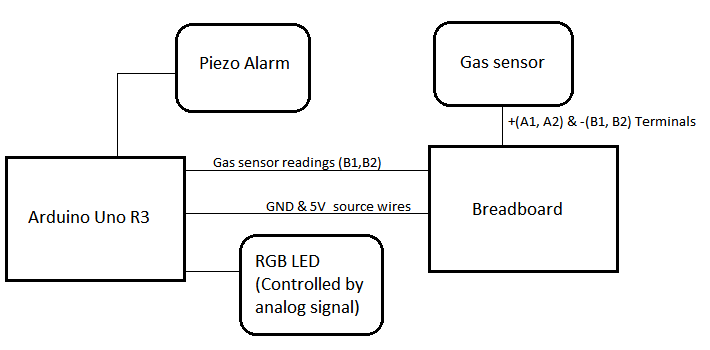 Piezo Alarm
Gas sensor
+(A1, A2) & -(B1, B2) Terminals
Gas sensor readings (B1,B2)
Arduino Uno R3
GND & 5V source wires
Breadboard
RGB LED
(Controlled by
analog signal)